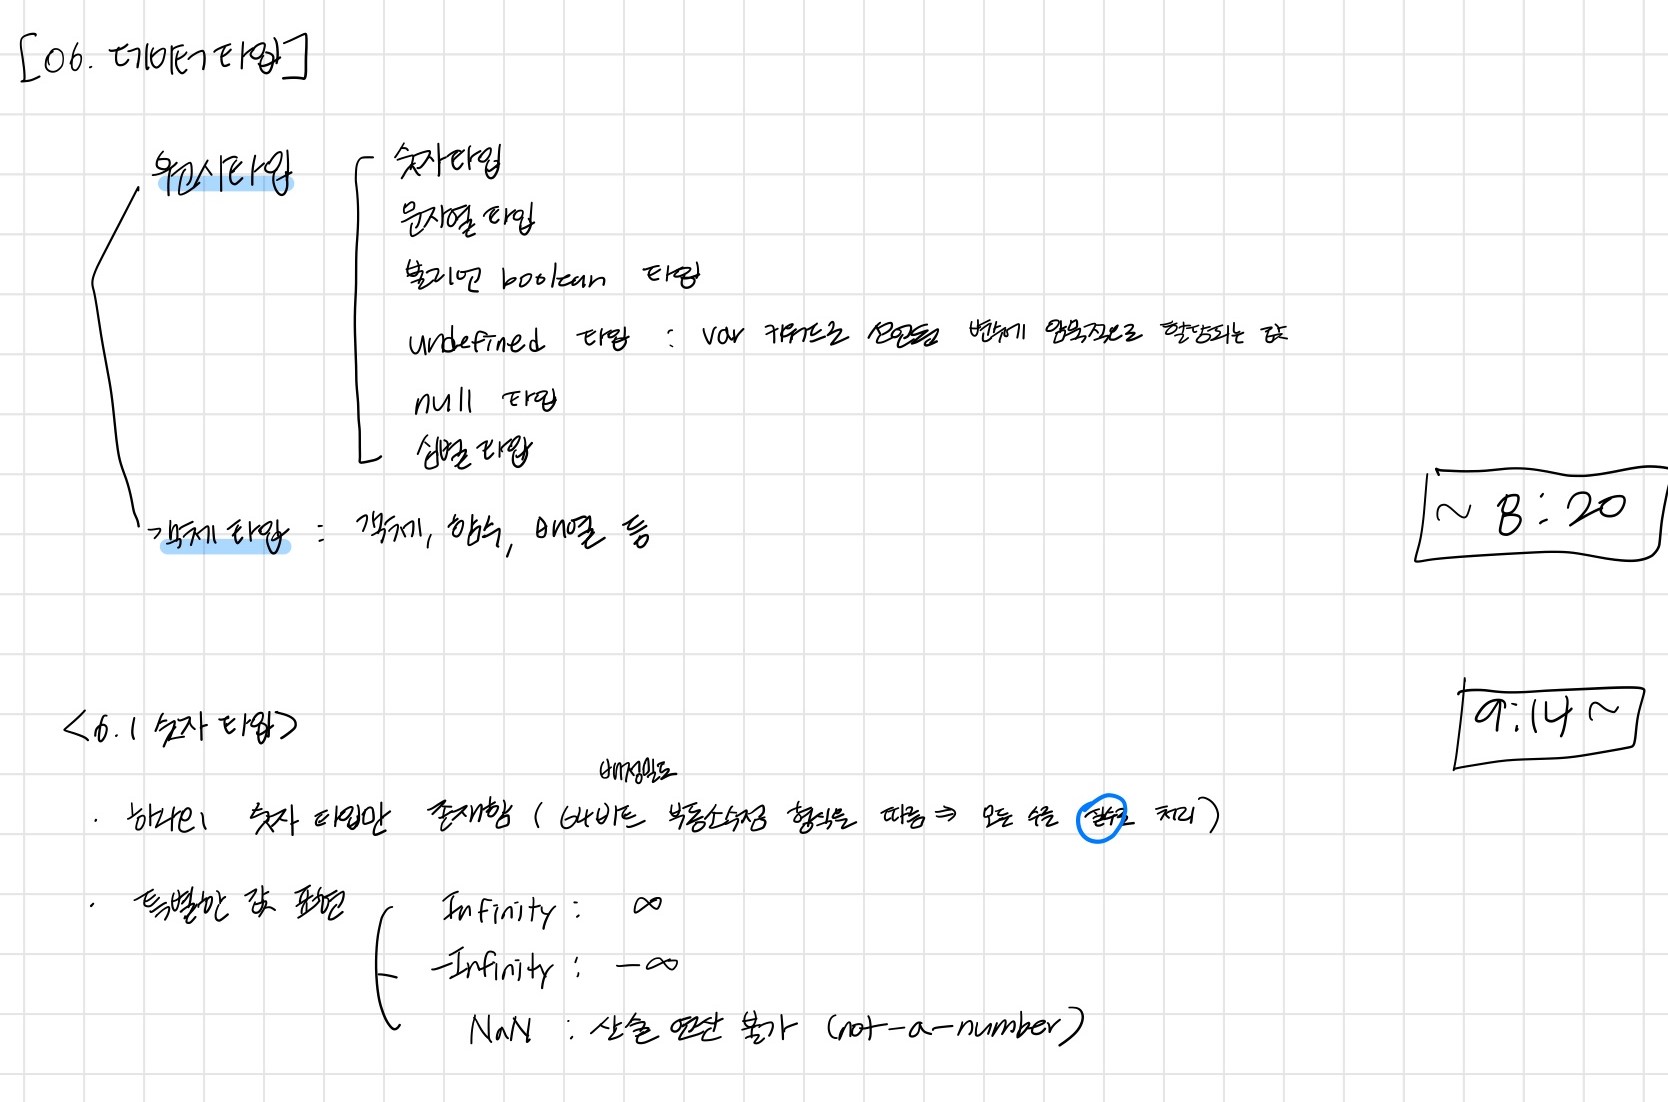 [06. 데이터 타입]
원시타입
숫자타입
문자열 타입
불리언 boolean 타입
undefined 타입 : var 키워드로 선언된 변수에 암묵적으로 할당되는 값
null 타입
심벌 타입
객체 타입 : 객체, 함수, 배열 등
~ 8:20
9:14 ~
<6.1 숫자 타입>
배정밀도
· 하나의 숫자 타입만 존재함 ( 64비트 부동소수점 형식을 따름 ⇒ 모든 수를 실수로 처리 )
· 특별한 값 표현
Infinity : ∞
-Infinity : -∞
NaN : 산술 연산 불가 (not-a-number)